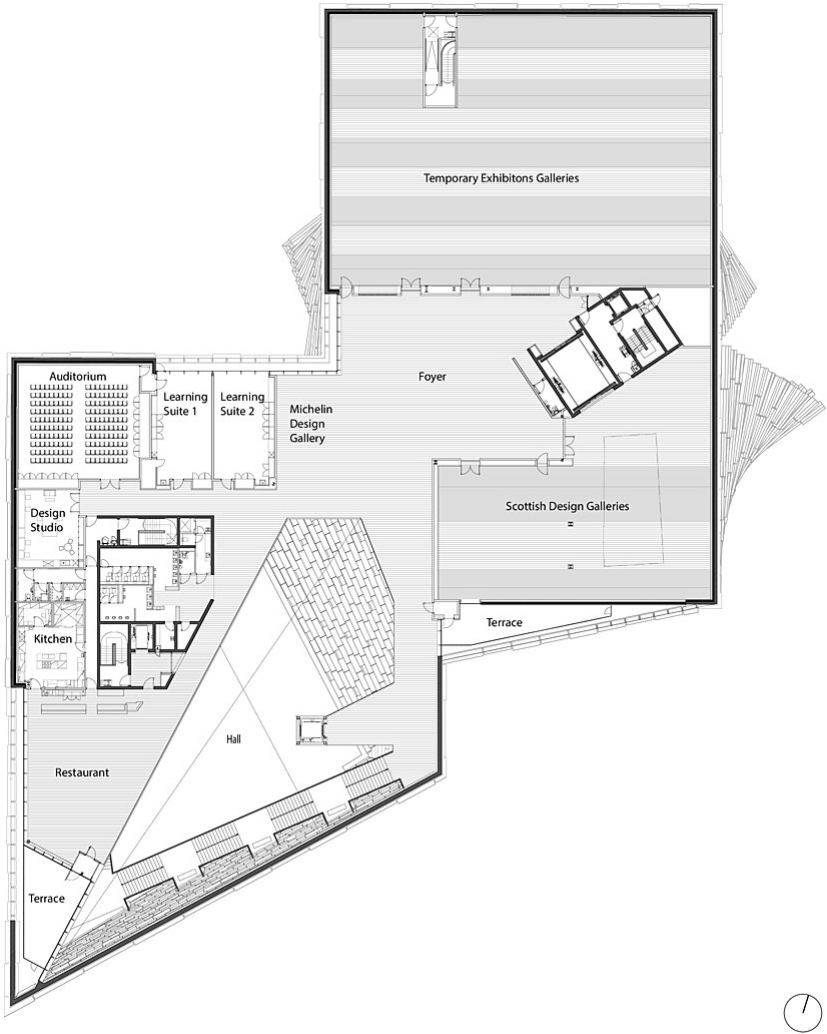 Temporary Exhibitons Galleries
Foyer
Auditorium
Learning
Suite 1
Learning
Suite 2
Michelin
Design
Gallery
Scottish Design Galleries
Design
Studio
Terrace
Kitchen
Hall
Restaurant
Terrace